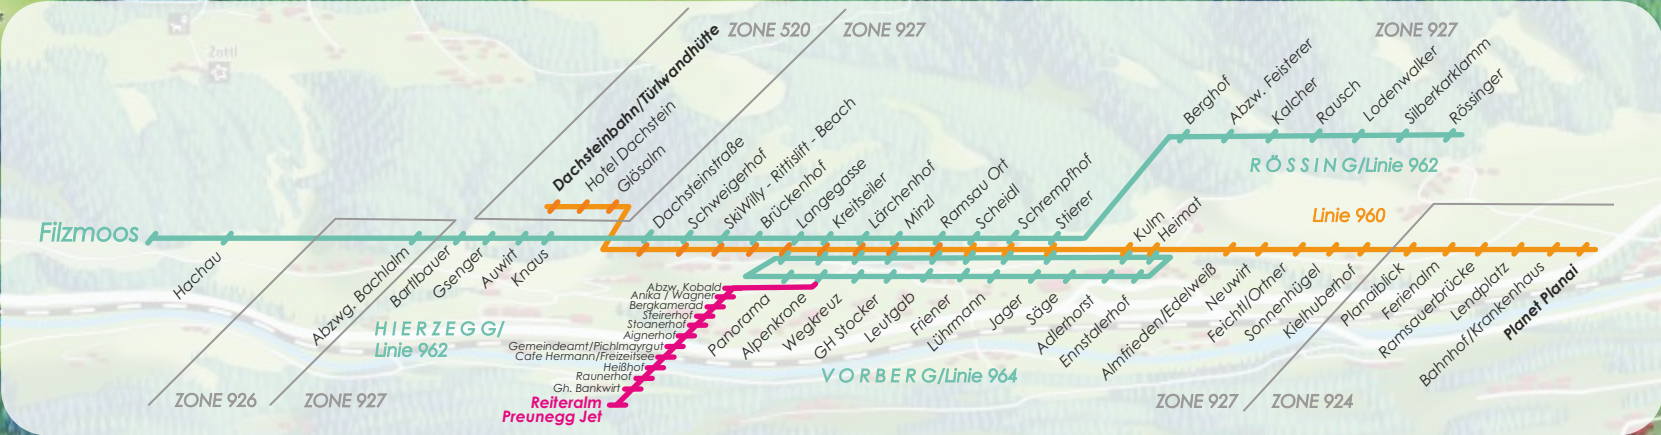 ZONE 520
ZONE 927
ZONE 927
Zottl
Dachsteinbahn/Türlwandhütte
Hotel Dachstein
Glösalm
Dachsteinstraße
Schweigerhof
SkiWilly - Rittislift - Beach
Brückenhof
Langegasse
Kreitseiler
Lärchenhof
Minzl
Ramsau Ort
Scheidl
Schrempfhof
Stierer
Kulm
Heimat
Berghof
Abzw. Feisterer
Kalcher
Rausch
Lodenwalker
Silberkarklamm
Rössinger
RÖSSING/Linie 962
Linie 960
Filzmoos
Hachau
Abzwg. Bachlalm
Bartlbauer
Gsenger
Auwirt
Knaus
HIERZEGG/
Linie 962
Abzw. Kobald
Anika / Wagner
Bergkamerad
Steirerhof
Stoanerhof
Aignerhof
Gemeindeamt/Pichlmayrgut
Cafe Hermann/Freizeitsee
Heißhof
Raunerhof
Gh. Bankwirt
Reiteralm
Preunegg Jet
Panorama
Alpenkrone
Wegkreuz
GH Stocker
Leutgab
Friener
Lührmann
Jager
Säge
Adlerhorst
Ennstalerhof
Almfrieden/Edelweiß
Neuwirt
Feichtl/Ortner
Sonnenhügel
Kielhuberhof
Planaiblick
Ferienalm
Ramsauerbrücke
Lendplatz
Bahnhof/Krankenhaus
Planet Planai
VORBERG/Linie 964
ZONE 926
ZONE 927
ZONE 927
ZONE 924